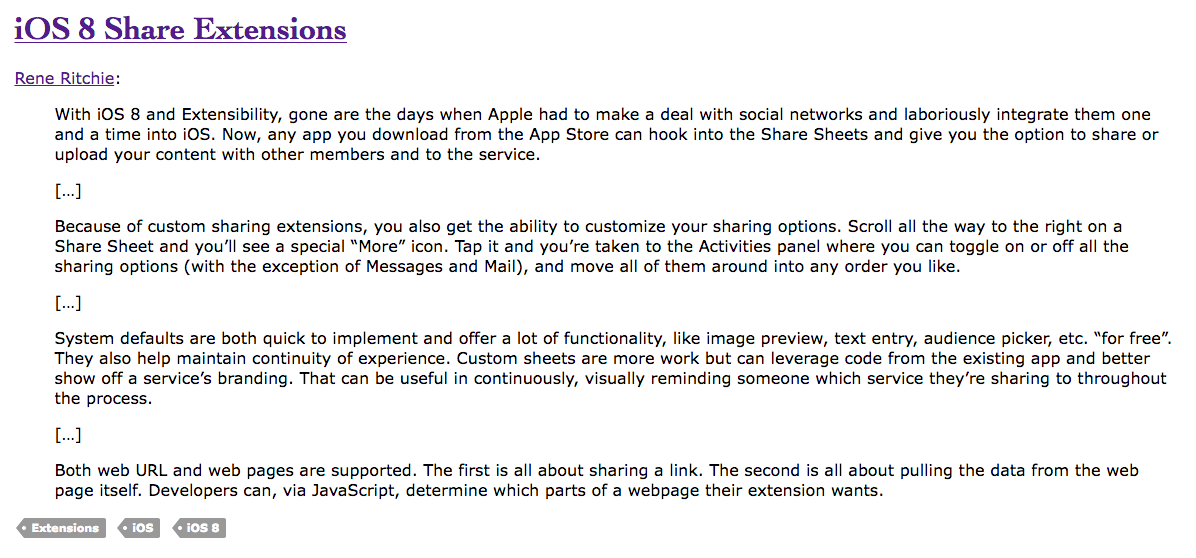 iOS 8 Share Extensions
Rene Ritchie:
With iOS 8 and Extensibility, gone are the days when Apple had to make a deal with social networks and laboriously integrate them one
and a time into iOS. Now, any app you download from the App Store can hook into the Share Sheets and give you the option to share or
upload your content with other members and to the service.
[…]
Because of custom sharing extensions, you also get the ability to customize your sharing options. Scroll all the way to the right on a
Share Sheet and you’ll see a special “More” icon. Tap it and you’re taken to the Activities panel where you can toggle on or off all the
sharing options (with the exception of Messages and Mail), and move all of them around into any order you like.
[…]
System defaults are both quick to implement and offer a lot of functionality, like image preview, text entry, audience picker, etc. “for free”.
They also help maintain continuity of experience. Custom sheets are more work but can leverage code from the existing app and better
show off a service’s branding. That can be useful in continuously, visually reminding someone which service they’re sharing to throughout
the process.
[…]
Both web URL and web pages are supported. The first is all about sharing a link. The second is all about pulling the data from the web
page itself. Developers can, via JavaScript, determine which parts of a webpage their extension wants.
Extensions iOS iOS 8